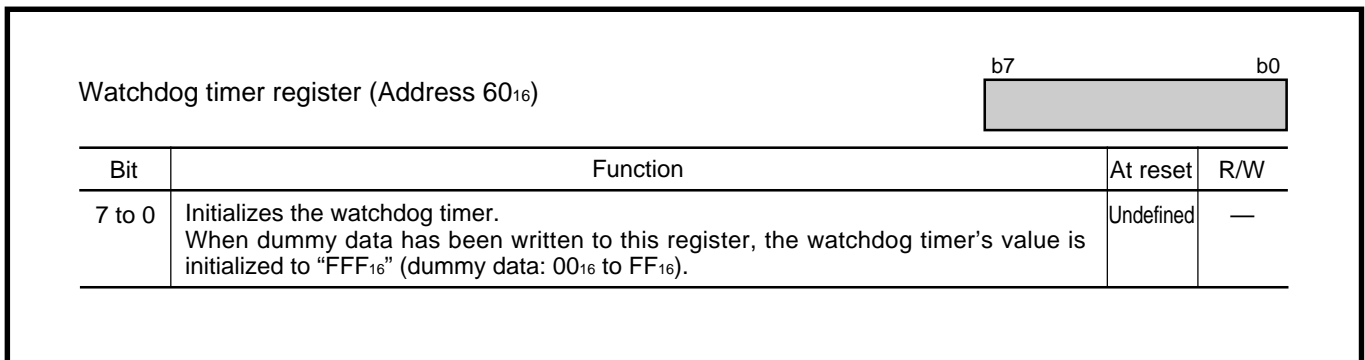 b7 b0
Watchdog timer register (Address 60₁₆)
Bit Function At reset R/W
7 to 0 Initializes the watchdog timer. Undefined —
When dummy data has been written to this register, the watchdog timer’s value is
initialized to “FFF₁₆” (dummy data: 00₁₆ to FF₁₆).